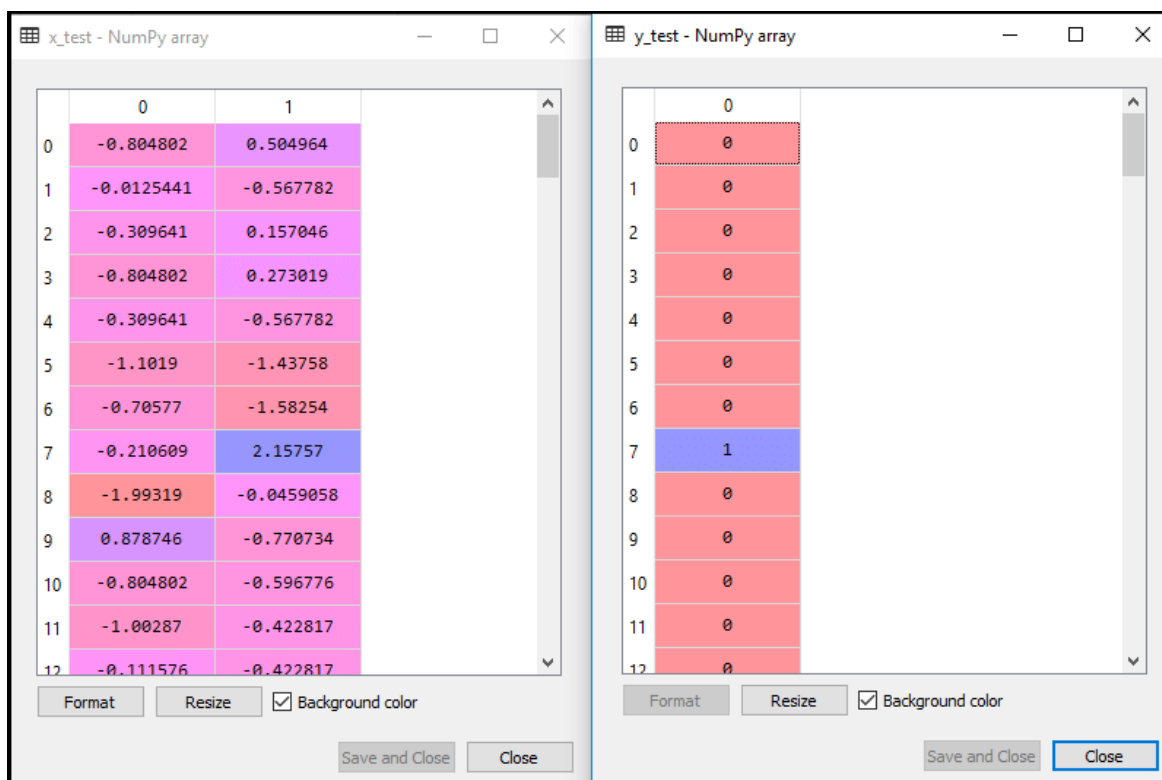 x_test - NumPy array
0 1
0 -0.804802 0.504964
1 -0.0125441 -0.567782
2 -0.309641 0.157046
3 -0.804802 0.273019
4 -0.309641 -0.567782
5 -1.1019 -1.43758
6 -0.70577 -1.58254
7 -0.210609 2.15757
8 -1.99319 -0.0459058
9 0.878746 -0.770734
10 -0.804802 -0.596776
11 -1.00287 -0.422817
12 -0.111576 -0.422817
Format Resize Background color
Save and Close Close
y_test - NumPy array
0
0 0
1 0
2 0
3 0
4 0
5 0
6 0
7 1
8 0
9 0
10 0
11 0
12 0
Format Resize Background color
Save and Close Close